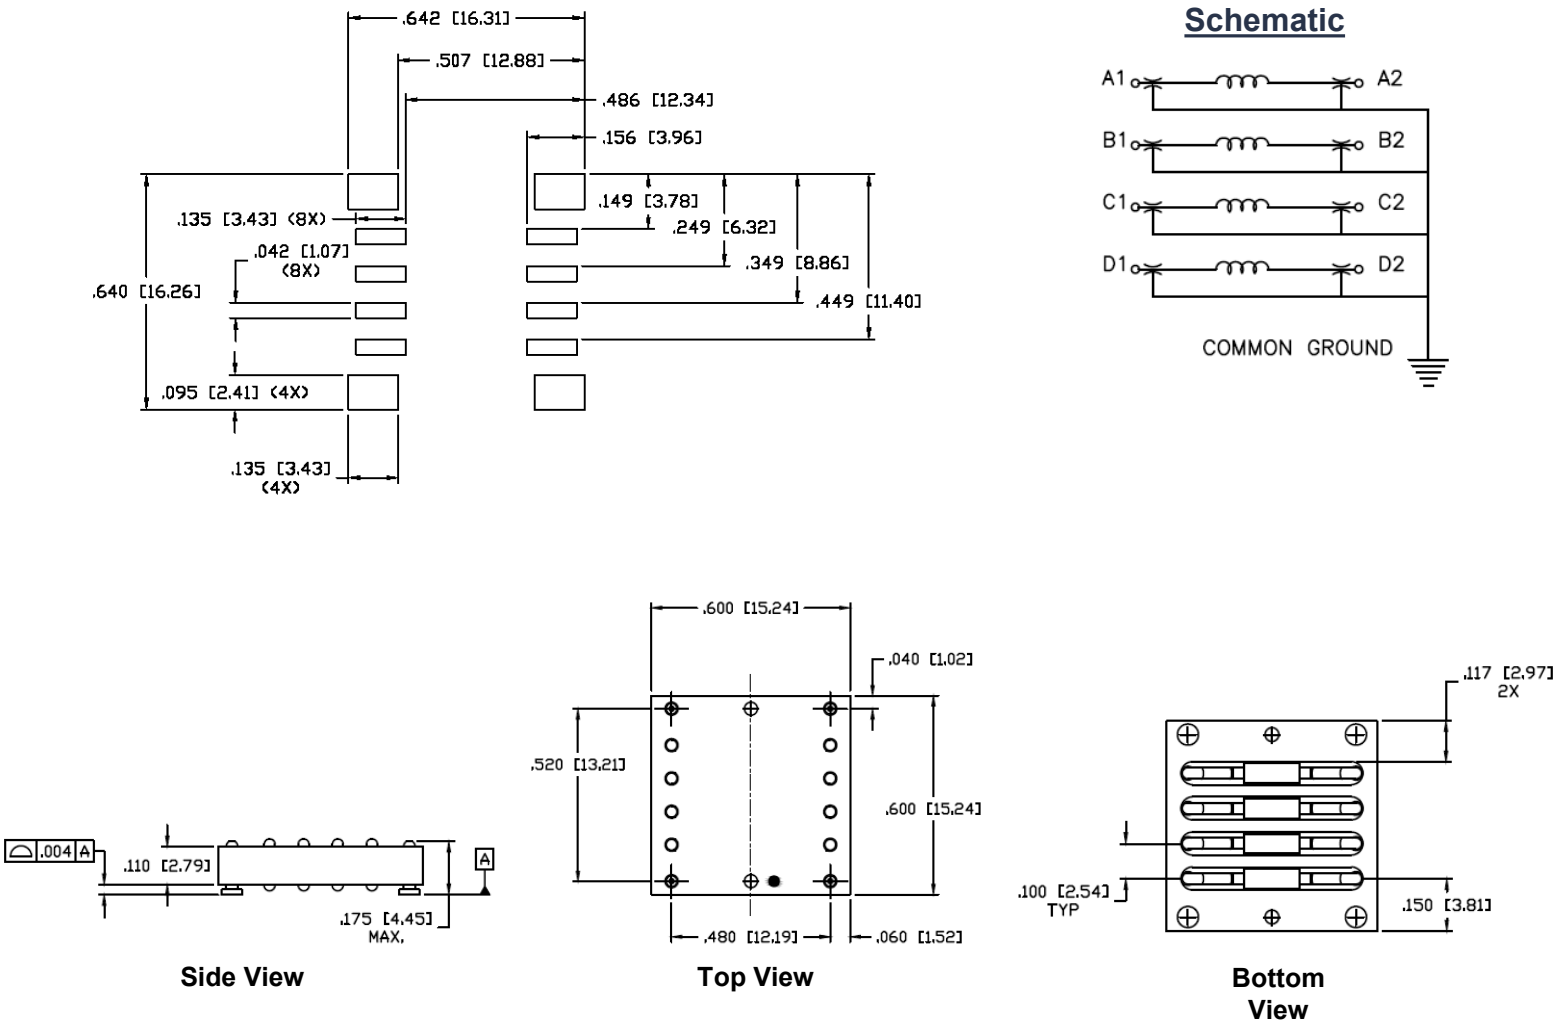 .642 [16.31]
.507 [12.88]
.486 [12.34]
.156 [3.96]
.149 [3.78]
.135 [3.43] (8X)
.249 [6.32]
.042 [1.07]
(8X)
.349 [8.86]
.640 [16.26]
.449 [11.40]
.095 [2.41] (4X)
.135 [3.43]
(4X)
Schematic
A1 A2
B1 B2
C1 C2
D1 D2
COMMON GROUND
.004 A
.110 [2.79]
A
.175 [4.45]
MAX.
Side View
.600 [15.24]
.040 [1.02]
.520 [13.21]
.600 [15.24]
.480 [12.19]
.060 [1.52]
Top View
.117 [2.97]
2X
.100 [2.54]
TYP
.150 [3.81]
Bottom
View